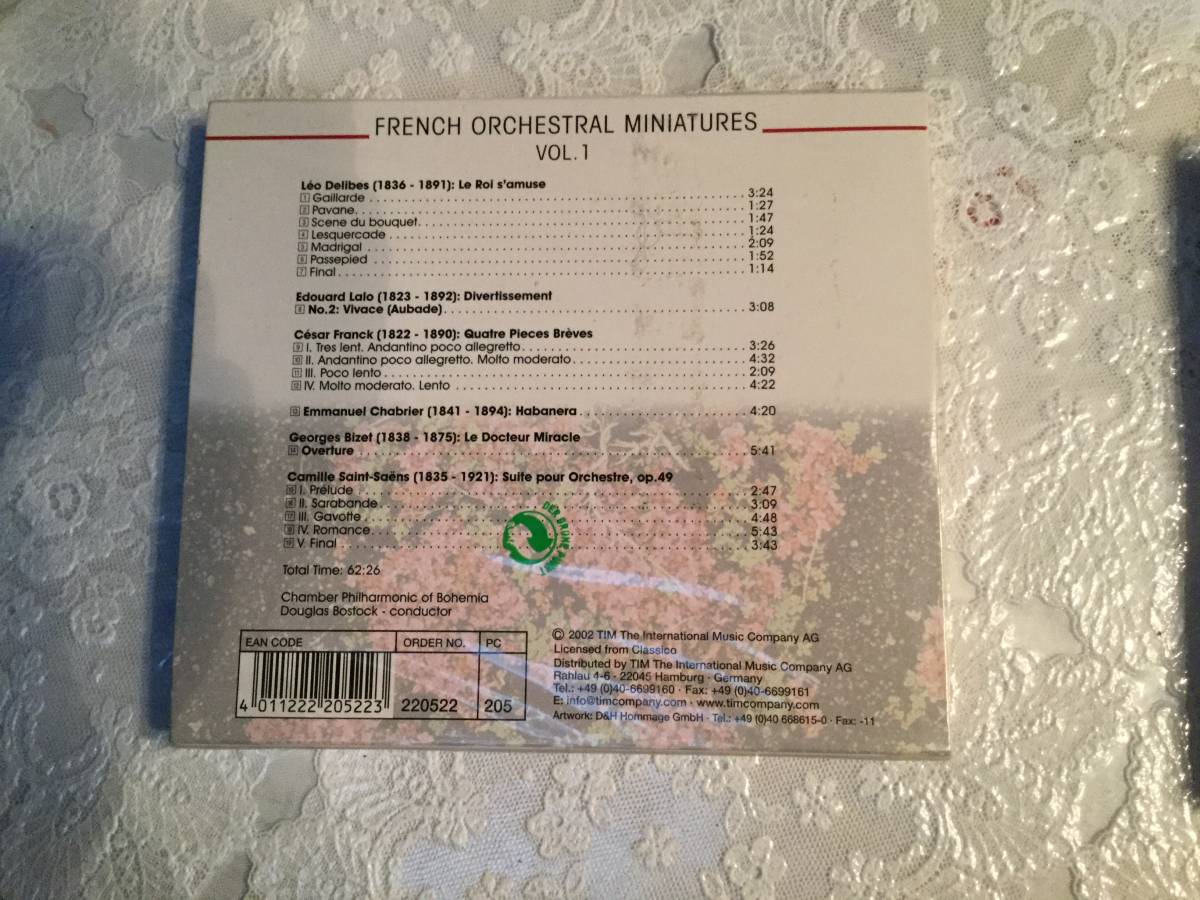 FRENCH ORCHESTRAL MINIATURES
VOL.1
Léo Delibes (1836 - 1891): Le Roi s'amuse
1 Gaillarde 3:24
2 Pavane. 1:27
3 Scene du bouquet. 1:47
4 Lesquercade 1:24
5 Madrigal 2:09
6 Passepied 1:52
7 Final. 1:14
Edouard Lalo (1823 - 1892): Divertissement
8 No.2: Vivace (Aubade). 3:08
César Franck (1822 - 1890): Quatre Pieces Brèves
9 I. Tres lent. Andantino poco allegretto. 3:26
10 II. Andantino poco allegretto. Molto moderato 4:32
11 III. Poco lento 2:09
12 IV. Molto moderato. Lento 4:22
13 Emmanuel Chabrier (1841 - 1894): Habanera 4:20
Georges Bizet (1838 - 1875): Le Docteur Miracle
14 Overture 5:41
Camille Saint-Saëns (1835 - 1921): Suite pour Orchestre, op.49
15 I. Prélude 2:47
16 II. Sarabande 3:09
17 III. Gavotte 4:48
18 IV. Romance. 5:43
19 V. Final 3:43
DER GRÜNE PUNKT
Total Time: 62:26
Chamber Philharmonic of Bohemia
Douglas Bostock - conductor
EAN CODE ORDER NO. PC
4 011222 205223 220522 205
© 2002 TIM The International Music Company AG
Licensed from Classico
Distributed by TIM The International Music Company AG
Rahlau 4-6 · 22045 Hamburg · Germany
Tel.: +49 (0)40-6699160 · Fax: +49 (0)40-6699161
E: info@timcompany.com · www.timcompany.com
Artwork: D&H Hommage GmbH · Tel.: +49 (0)40 668615-0 · Fax: -11